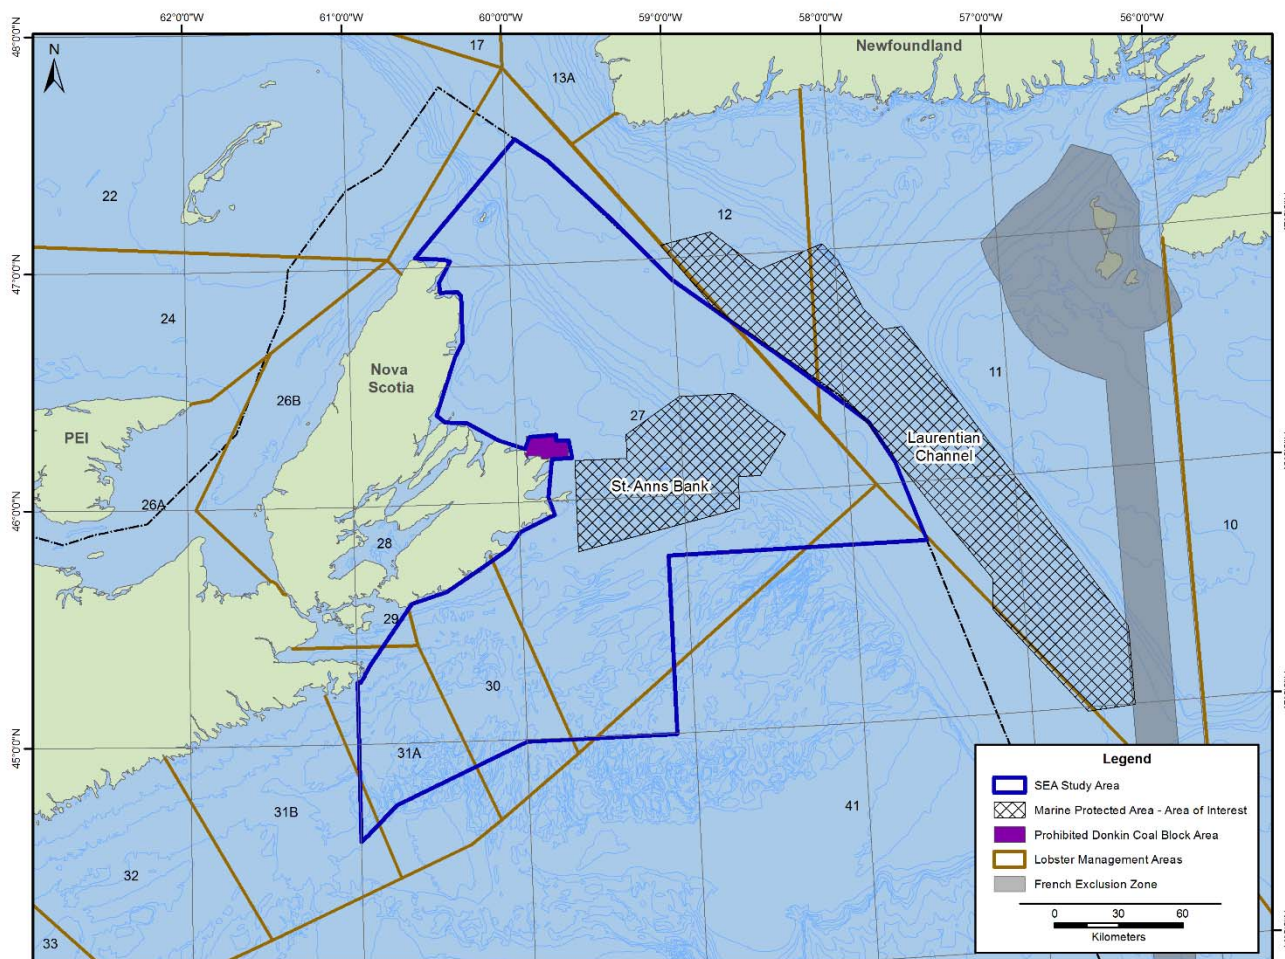 62°0'0"W 61°0'0"W 60°0'0"W 59°0'0"W 58°0'0"W 57°0'0"W 56°0'0"W
48°0'0"N
N
17
13A
Newfoundland
22
12
47°0'0"N
24
Nova
Scotia
26B
11
PEI
27
Laurentian
Channel
St. Anns Bank
46°0'0"N
26A
28
10
29
30
45°0'0"N
31A
31B
41
32
33
Legend
SEA Study Area
Marine Protected Area - Area of Interest
Prohibited Donkin Coal Block Area
Lobster Management Areas
French Exclusion Zone
0 30 60
Kilometers